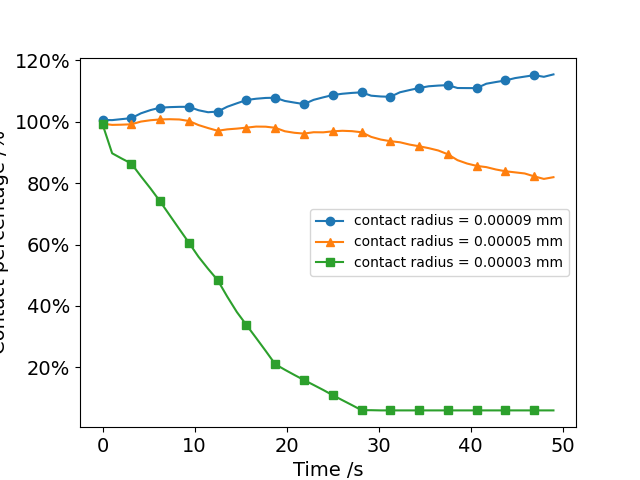 120%
100%
80%
60%
40%
20%
Contact percentage /%
contact radius = 0.00009 mm
contact radius = 0.00005 mm
contact radius = 0.00003 mm
0 10 20 30 40 50
Time /s